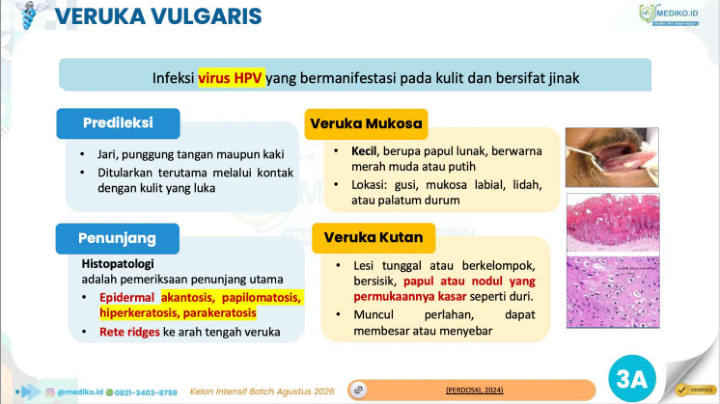 VERUKA VULGARIS
MEDIKO.ID
Infeksi virus HPV yang bermanifestasi pada kulit dan bersifat jinak
Predileksi
• Jari, punggung tangan maupun kaki
• Ditularkan terutama melalui kontak
dengan kulit yang luka
Veruka Mukosa
• Kecil, berupa papul lunak, berwarna
merah muda atau putih
• Lokasi: gusi, mukosa labial, lidah,
atau palatum durum
Penunjang
Histopatologi
adalah pemeriksaan penunjang utama
• Epidermal akantosis, papilomatosis,
hiperkeratosis, parakeratosis
• Rete ridges ke arah tengah veruka
Veruka Kutan
• Lesi tunggal atau berkelompok,
bersisik, papul atau nodul yang
permukaannya kasar seperti duri.
• Muncul perlahan, dapat
membesar atau menyebar
@mediko.id 0821-3403-8758 Kelon Intensif Batch Agustus 2026
(PERDOSKI, 2024)
3A
VERIFIED